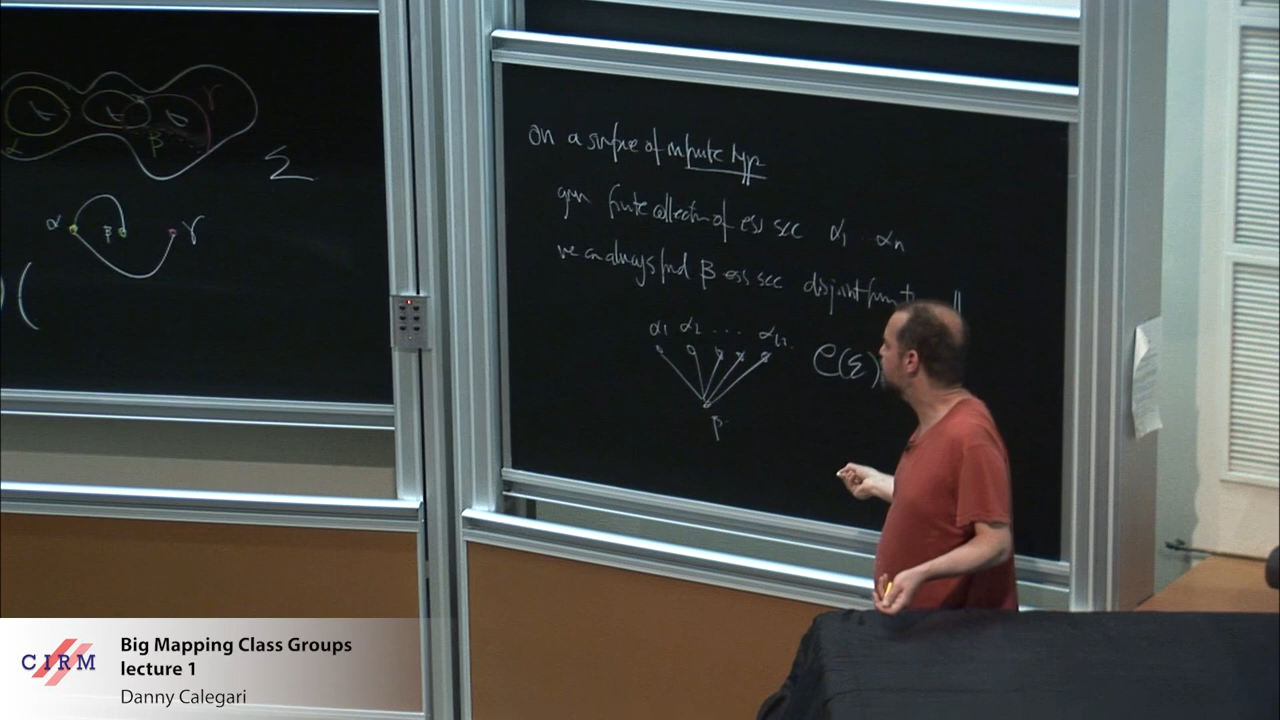 α
β
γ
Σ
α β γ
(
on a surface of infinite type
given finite collection of ess scc α1 .. αn
we can always find β ess scc disjoint from
α1 α2 ... αn
C(Σ)
β
CIRM
Big Mapping Class Groups
lecture 1
Danny Calegari